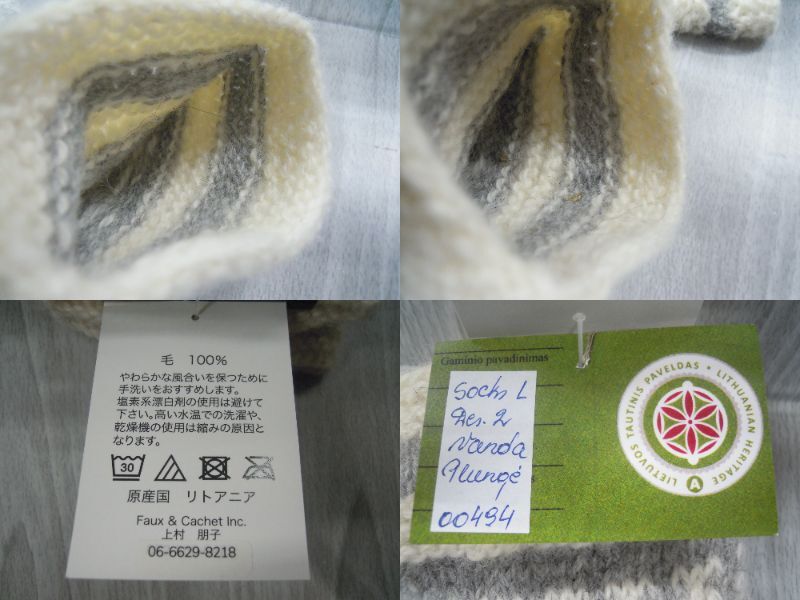 毛 100%
やわらかな風合いを保つために
手洗いをおすすめします。
塩素系漂白剤の使用は避けて
下さい。高い水温での洗濯や、
乾燥機の使用は縮みの原因と
なります。
30
原産国 リトアニア
Faux & Cachet Inc.
上村 朋子
06-6629-8218
Gaminio pavadinimas
Socks L
Des. 2
Vanda
Plungė
00494
LIETUVOS TAUTINIS PAVELDAS • LITHUANIAN HERITAGE
A